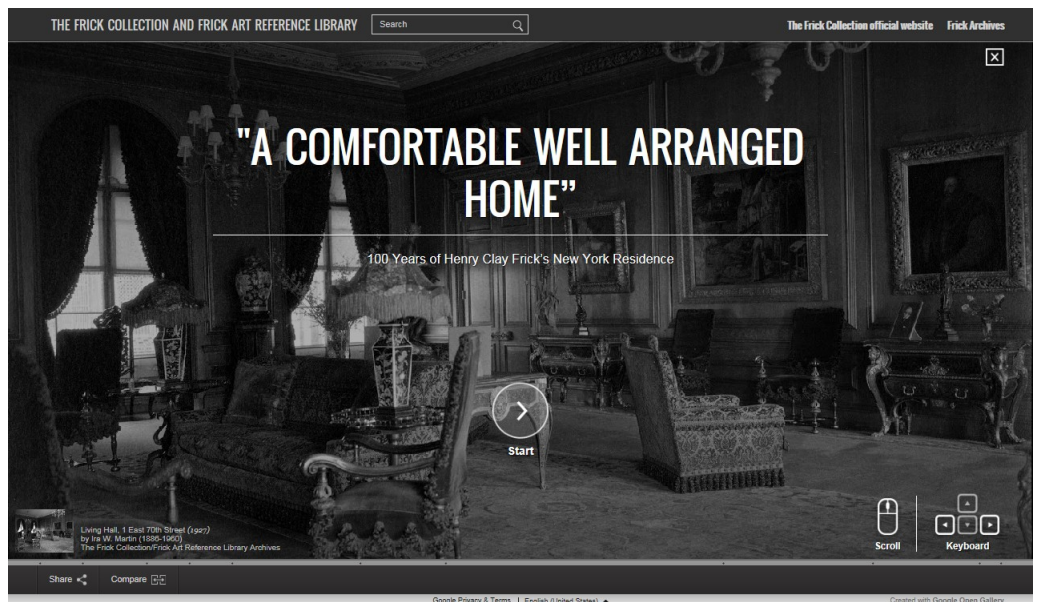 THE FRICK COLLECTION AND FRICK ART REFERENCE LIBRARY
Search
The Frick Collection official website
Frick Archives
"A COMFORTABLE WELL ARRANGED
HOME”
100 Years of Henry Clay Frick's New York Residence
Start
Living Hall, 1 East 70th Street (1927)
by Ira W. Martin (1886-1960)
The Frick Collection/Frick Art Reference Library Archives
Scroll
Keyboard
Share
Compare
Google Privacy & Terms | English (United States)
Created with Google Open Gallery